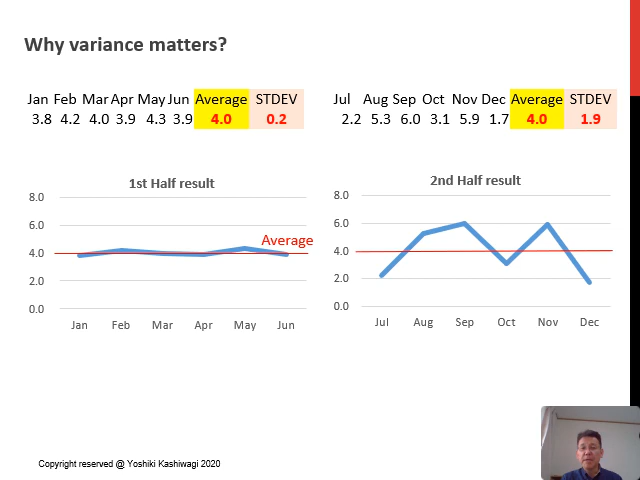 Why variance matters?
Jan Feb Mar Apr May Jun Average STDEV
3.8 4.2 4.0 3.9 4.3 3.9 4.0 0.2
Jul Aug Sep Oct Nov Dec Average STDEV
2.2 5.3 6.0 3.1 5.9 1.7 4.0 1.9
1st Half result
8.0
6.0
Average
4.0
2.0
0.0
Jan Feb Mar Apr May Jun
2nd Half result
8.0
6.0
4.0
2.0
0.0
Jul Aug Sep Oct Nov Dec
Copyright reserved @ Yoshiki Kashiwagi 2020